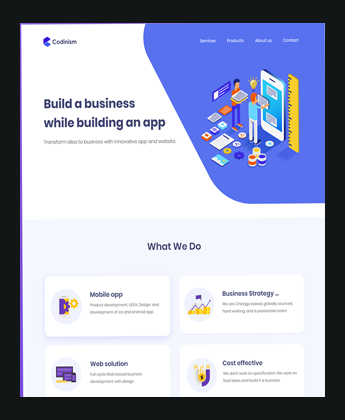 Codinism
Services Products About us Contact
Build a business
while building an app
Transform idea to business with innovative app and website.
What We Do
Mobile app
Product development, UI/UX Design, and
development of ios and android app.
Business Strategy ...
We are Chicago based, globally sourced,
hard working, and a passionate team
Web solution
Full cycle Web based business
development with design
Cost effective
We don't work on specification. We work on
fluid ideas and build it a business